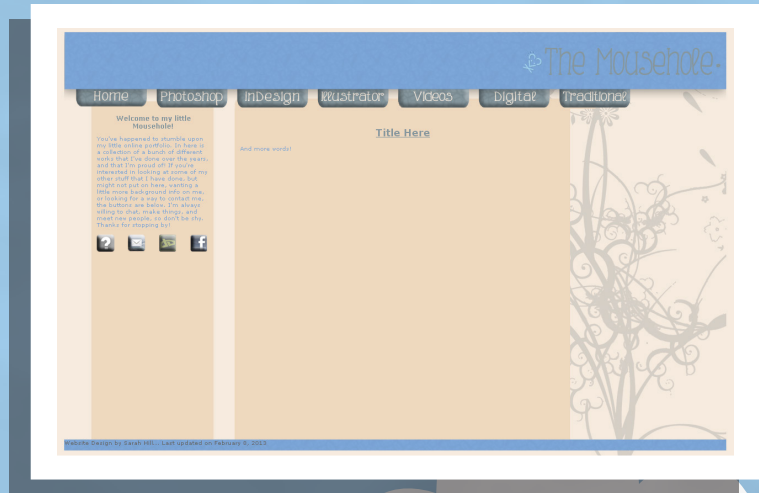 The Mousehole.
Home Photoshop InDesign Illustrator Videos Digital Traditional
Welcome to my little
Mousehole!
You've happened to stumble upon
my little online portfolio. In here is
a collection of a bunch of different
works that I've done over the years,
and that I'm proud of! If you're
interested in looking at some of my
other stuff that I have done, but
might not put on here, wanting a
little more background info on me,
or looking for a way to contact me,
the buttons are below. I'm always
willing to chat, make things, and
meet new people, so don't be shy.
Thanks for stopping by!
Title Here
And more words!
Website Design by Sarah Hill. Last updated on February 8, 2013